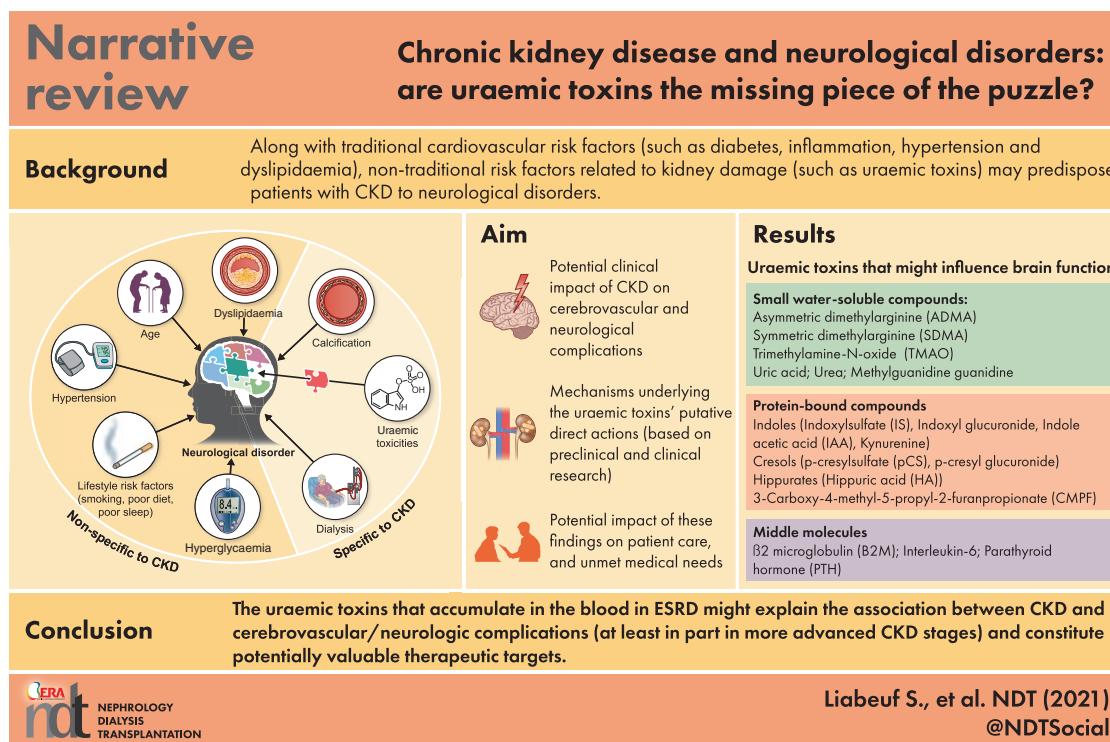 Narrative
review
Chronic kidney disease and neurological disorders:
are uraemic toxins the missing piece of the puzzle?
Background
Along with traditional cardiovascular risk factors (such as diabetes, inflammation, hypertension and
dyslipidaemia), non-traditional risk factors related to kidney damage (such as uraemic toxins) may predispose
patients with CKD to neurological disorders.
Dyslipidaemia
Age
Calcification
Hypertension
OH
NH
Uraemic
toxicities
Neurological disorder
Lifestyle risk factors
(smoking, poor diet,
poor sleep)
8.4
Hyperglycaemia
Dialysis
Non-specific to CKD
Specific to CKD
Aim
Potential clinical
impact of CKD on
cerebrovascular and
neurological
complications
Mechanisms underlying
the uraemic toxins’ putative
direct actions (based on
preclinical and clinical
research)
Potential impact of these
findings on patient care,
and unmet medical needs
Results
Uraemic toxins that might influence brain function
Small water-soluble compounds:
Asymmetric dimethylarginine (ADMA)
Symmetric dimethylarginine (SDMA)
Trimethylamine-N-oxide (TMAO)
Uric acid; Urea; Methylguanidine guanidine
Protein-bound compounds
Indoles (Indoxylsulfate (IS), Indoxyl glucuronide, Indole
acetic acid (IAA), Kynurenine)
Cresols (p-cresylsulfate (pCS), p-cresyl glucuronide)
Hippurates (Hippuric acid (HA))
3-Carboxy-4-methyl-5-propyl-2-furanpropionate (CMPF)
Middle molecules
ß2 microglobulin (B2M); Interleukin-6; Parathyroid
hormone (PTH)
Conclusion
The uraemic toxins that accumulate in the blood in ESRD might explain the association between CKD and
cerebrovascular/neurologic complications (at least in part in more advanced CKD stages) and constitute
potentially valuable therapeutic targets.
ERA
ndt
NEPHROLOGY
DIALYSIS
TRANSPLANTATION
Liabeuf S., et al. NDT (2021)
@NDTSocial